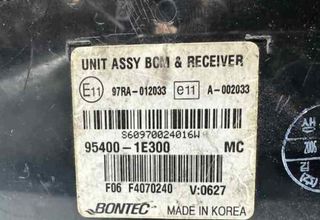 UNIT ASSY BCM & RECEIVER
E11 97RA-012033 e11 A-002033
S60970024016W
95400-1E300 MC
F06 F4070240 V:0627
BONTEC MADE IN KOREA
2006